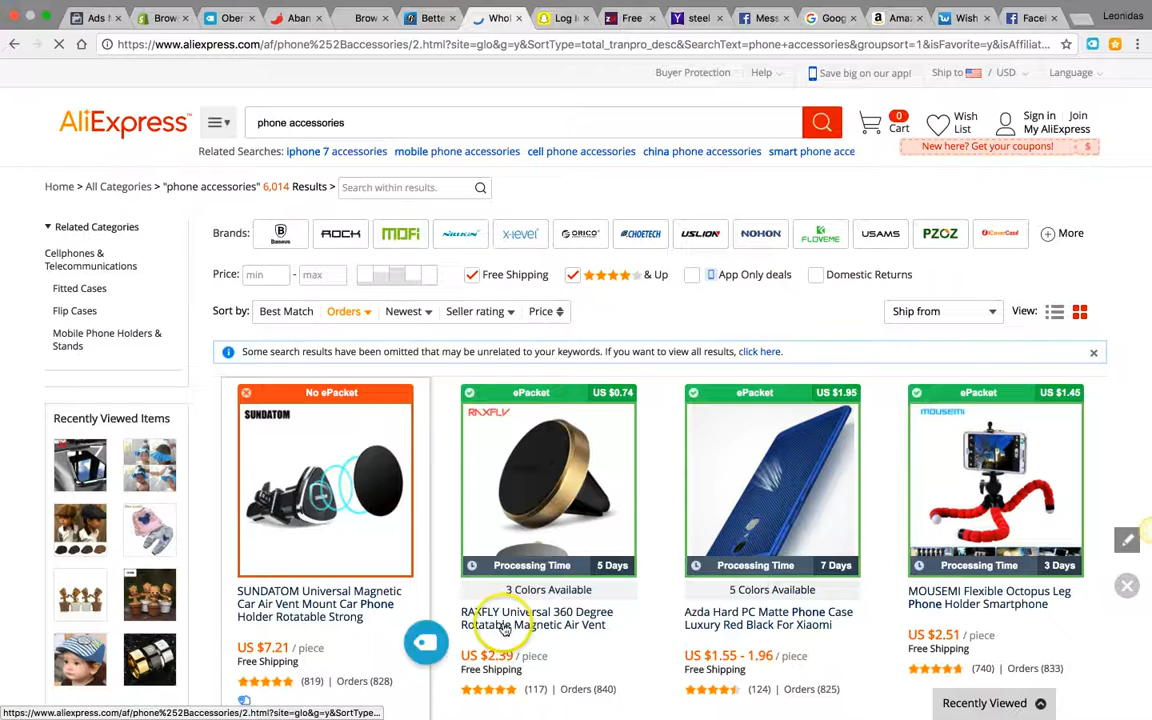 Ads f
Brow
Ober
Aban
Brow
Bette
Whol
Log I
Free
steel
Mess
Goog
Amaz
Wish
Facel
Leonidas
https://www.aliexpress.com/af/phone%252Baccessories/2.html?site=glo&g=y&SortType=total_tranpro_desc&SearchText=phone+accessories&groupsort=1&isFavorite=y&isAffiliat...
Buyer Protection
Help
Save big on our app!
Ship to / USD
Language
AliExpress™
phone accessories
0
Cart
Wish
List
Sign in Join
My AliExpress
New here? Get your coupons! $
Related Searches: iphone 7 accessories mobile phone accessories cell phone accessories china phone accessories smart phone acce
Home > All Categories > "phone accessories" 6,014 Results >
Search within results.
Related Categories
Cellphones &
Telecommunications
Fitted Cases
Flip Cases
Mobile Phone Holders &
Stands
Brands: Baseus ROCK MOFi NILLKIN x-level ORICO CHOETECH USLION NOHON FLOVEME USAMS PZOZ iCoverCase More
Price: min - max Free Shipping & Up App Only deals Domestic Returns
Sort by: Best Match Orders Newest Seller rating Price Ship from View:
i Some search results have been omitted that may be unrelated to your keywords. If you want to view all results, click here.
Recently Viewed Items
No ePacket
SUNDATOM
SUNDATOM Universal Magnetic
Car Air Vent Mount Car Phone
Holder Rotatable Strong
US $7.21 / piece
Free Shipping
(819) Orders (828)
ePacket US $0.74
RAXFLY
Processing Time 5 Days
3 Colors Available
RAXFLY Universal 360 Degree
Rotatable Magnetic Air Vent
US $2.39 / piece
Free Shipping
(117) Orders (840)
ePacket US $1.95
Processing Time 7 Days
5 Colors Available
Azda Hard PC Matte Phone Case
Luxury Red Black For Xiaomi
US $1.55 - 1.96 / piece
Free Shipping
(124) Orders (825)
ePacket US $1.45
MOUSEMI
Processing Time 3 Days
MOUSEMI Flexible Octopus Leg
Phone Holder Smartphone
US $2.51 / piece
Free Shipping
(740) Orders (833)
Recently Viewed
https://www.aliexpress.com/af/phone%252Baccessories/2.html?site=glo&g=y&SortType...